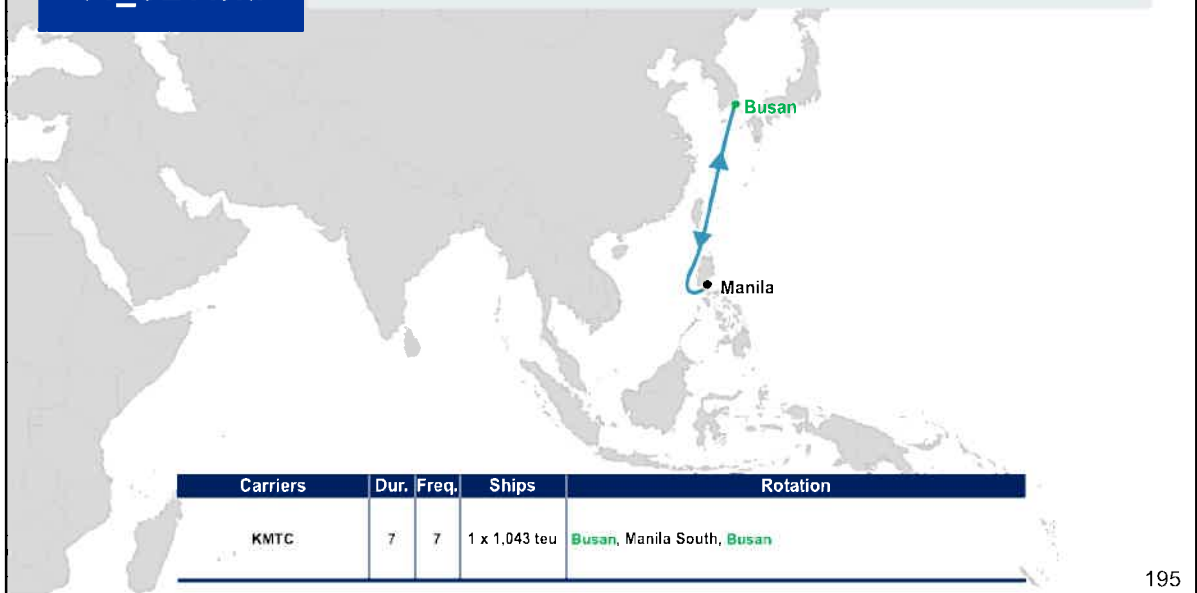 Busan
Manila
Carriers Dur. Freq. Ships Rotation
KMTC 7 7 1 x 1,043 teu Busan, Manila South, Busan
195